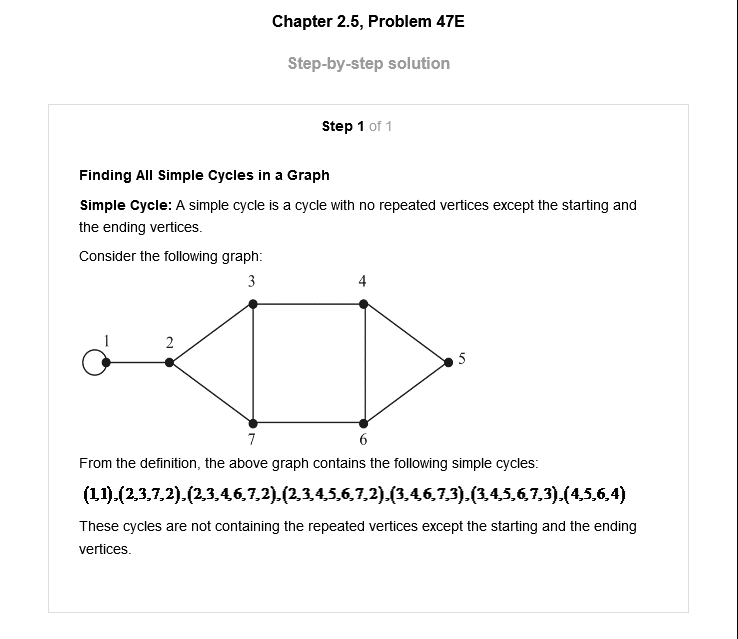 Chapter 2.5, Problem 47E
Step-by-step solution
Step 1 of 1
Finding All Simple Cycles in a Graph
Simple Cycle: A simple cycle is a cycle with no repeated vertices except the starting and
the ending vertices.
Consider the following graph:
3 4
1 2
5
7 6
From the definition, the above graph contains the following simple cycles:
(1,1),(2,3,7,2),(2,3,4,6,7,2),(2,3,4,5,6,7,2),(3,4,6,7,3),(3,4,5,6,7,3),(4,5,6,4)
These cycles are not containing the repeated vertices except the starting and the ending
vertices.